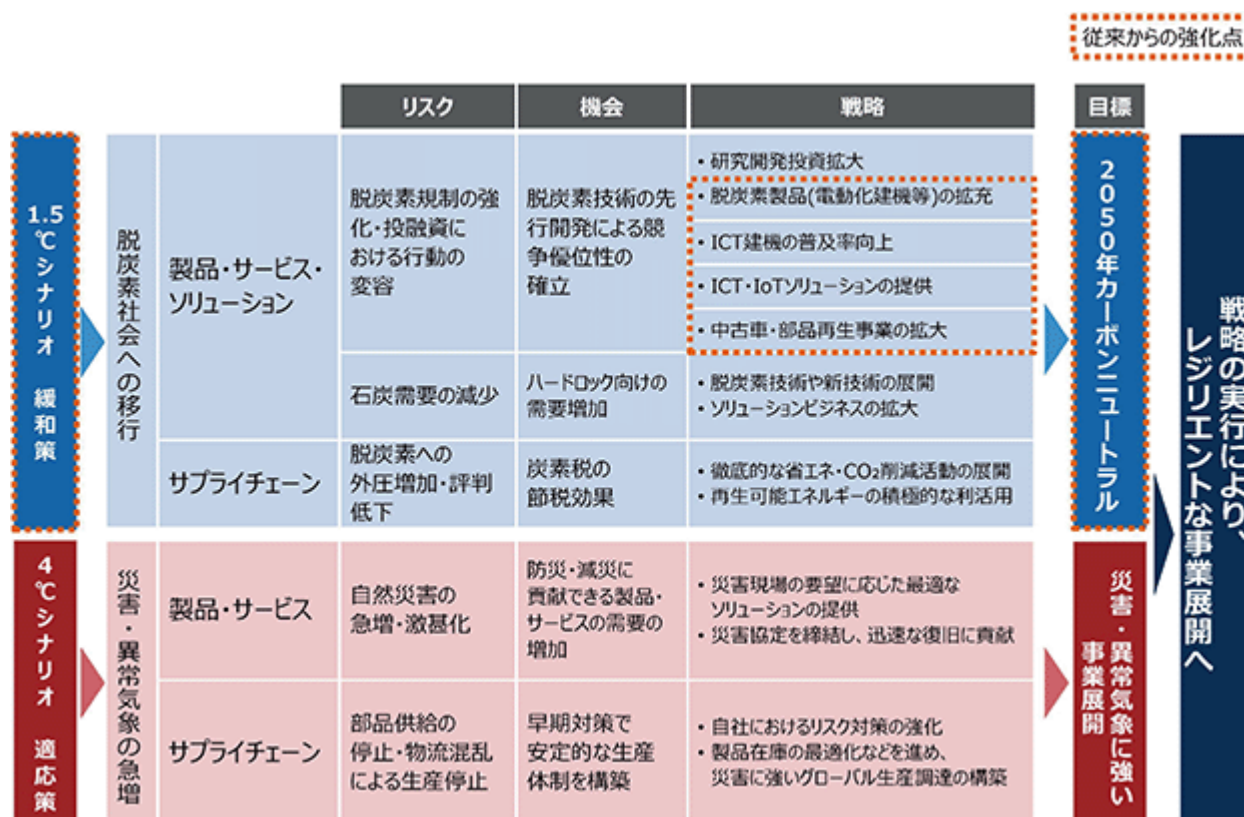 従来からの強化点
リスク
機会
戦略
目標
1.5℃シナリオ 緩和策
脱炭素社会への移行
製品・サービス・
ソリューション
脱炭素規制の強
化・投融資に
おける行動の
変容
脱炭素技術の先
行開発による競
争優位性の
確立
・研究開発投資拡大
・脱炭素製品(電動化建機等)の拡充
・ICT建機の普及率向上
・ICT・IoTソリューションの提供
・中古車・部品再生事業の拡大
石炭需要の減少
ハードロック向けの
需要増加
・脱炭素技術や新技術の展開
・ソリューションビジネスの拡大
サプライチェーン
脱炭素への
外圧増加・評判
低下
炭素税の
節税効果
・徹底的な省エネ・CO₂削減活動の展開
・再生可能エネルギーの積極的な利活用
2050年カーボンニュートラル
4℃シナリオ 適応策
災害・異常気象の急増
製品・サービス
自然災害の
急増・激甚化
防災・減災に
貢献できる製品・
サービスの需要の
増加
・災害現場の要望に応じた最適な
ソリューションの提供
・災害協定を締結し、迅速な復旧に貢献
サプライチェーン
部品供給の
停止・物流混乱
による生産停止
早期対策で
安定的な生産
体制を構築
・自社におけるリスク対策の強化
・製品在庫の最適化などを進め、
災害に強いグローバル生産調達の構築
災害・異常気象に強い
事業展開
戦略の実行により、
レジリエントな事業展開へ